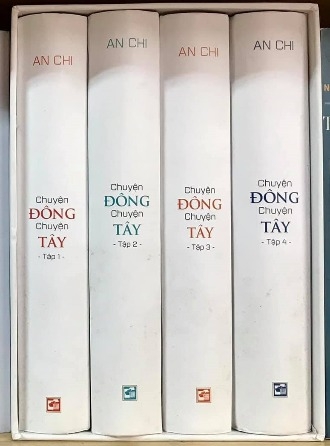 AN CHI
Chuyện
ĐÔNG
Chuyện
TÂY
- Tập 1 -
AN CHI
Chuyện
ĐÔNG
Chuyện
TÂY
- Tập 2 -
AN CHI
Chuyện
ĐÔNG
Chuyện
TÂY
- Tập 3 -
AN CHI
Chuyện
ĐÔNG
Chuyện
TÂY
- Tập 4 -